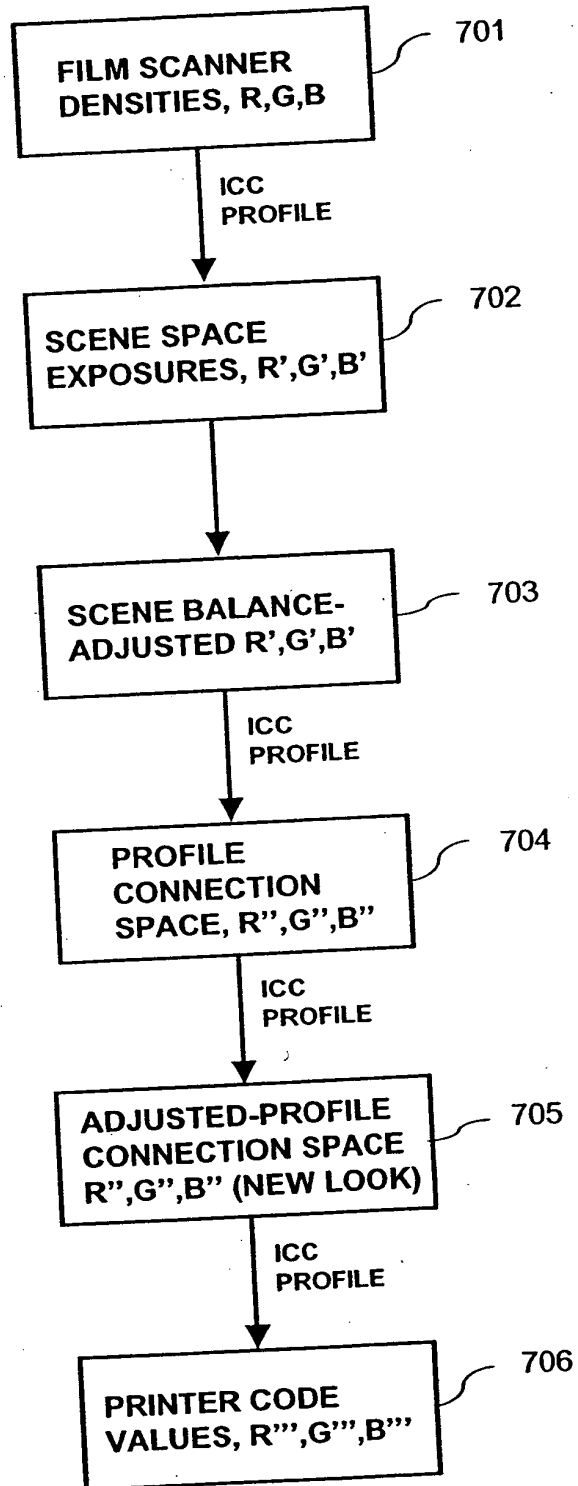 FILM SCANNER
DENSITIES, R,G,B
701
ICC
PROFILE
SCENE SPACE
EXPOSURES, R’,G’,B’
702
SCENE BALANCE-
ADJUSTED R’,G’,B’
703
ICC
PROFILE
PROFILE
CONNECTION
SPACE, R’’,G’’,B’’
704
ICC
PROFILE
ADJUSTED-PROFILE
CONNECTION SPACE
R’’,G’’,B’’ (NEW LOOK)
705
ICC
PROFILE
PRINTER CODE
VALUES, R’’’,G’’’,B’’’
706